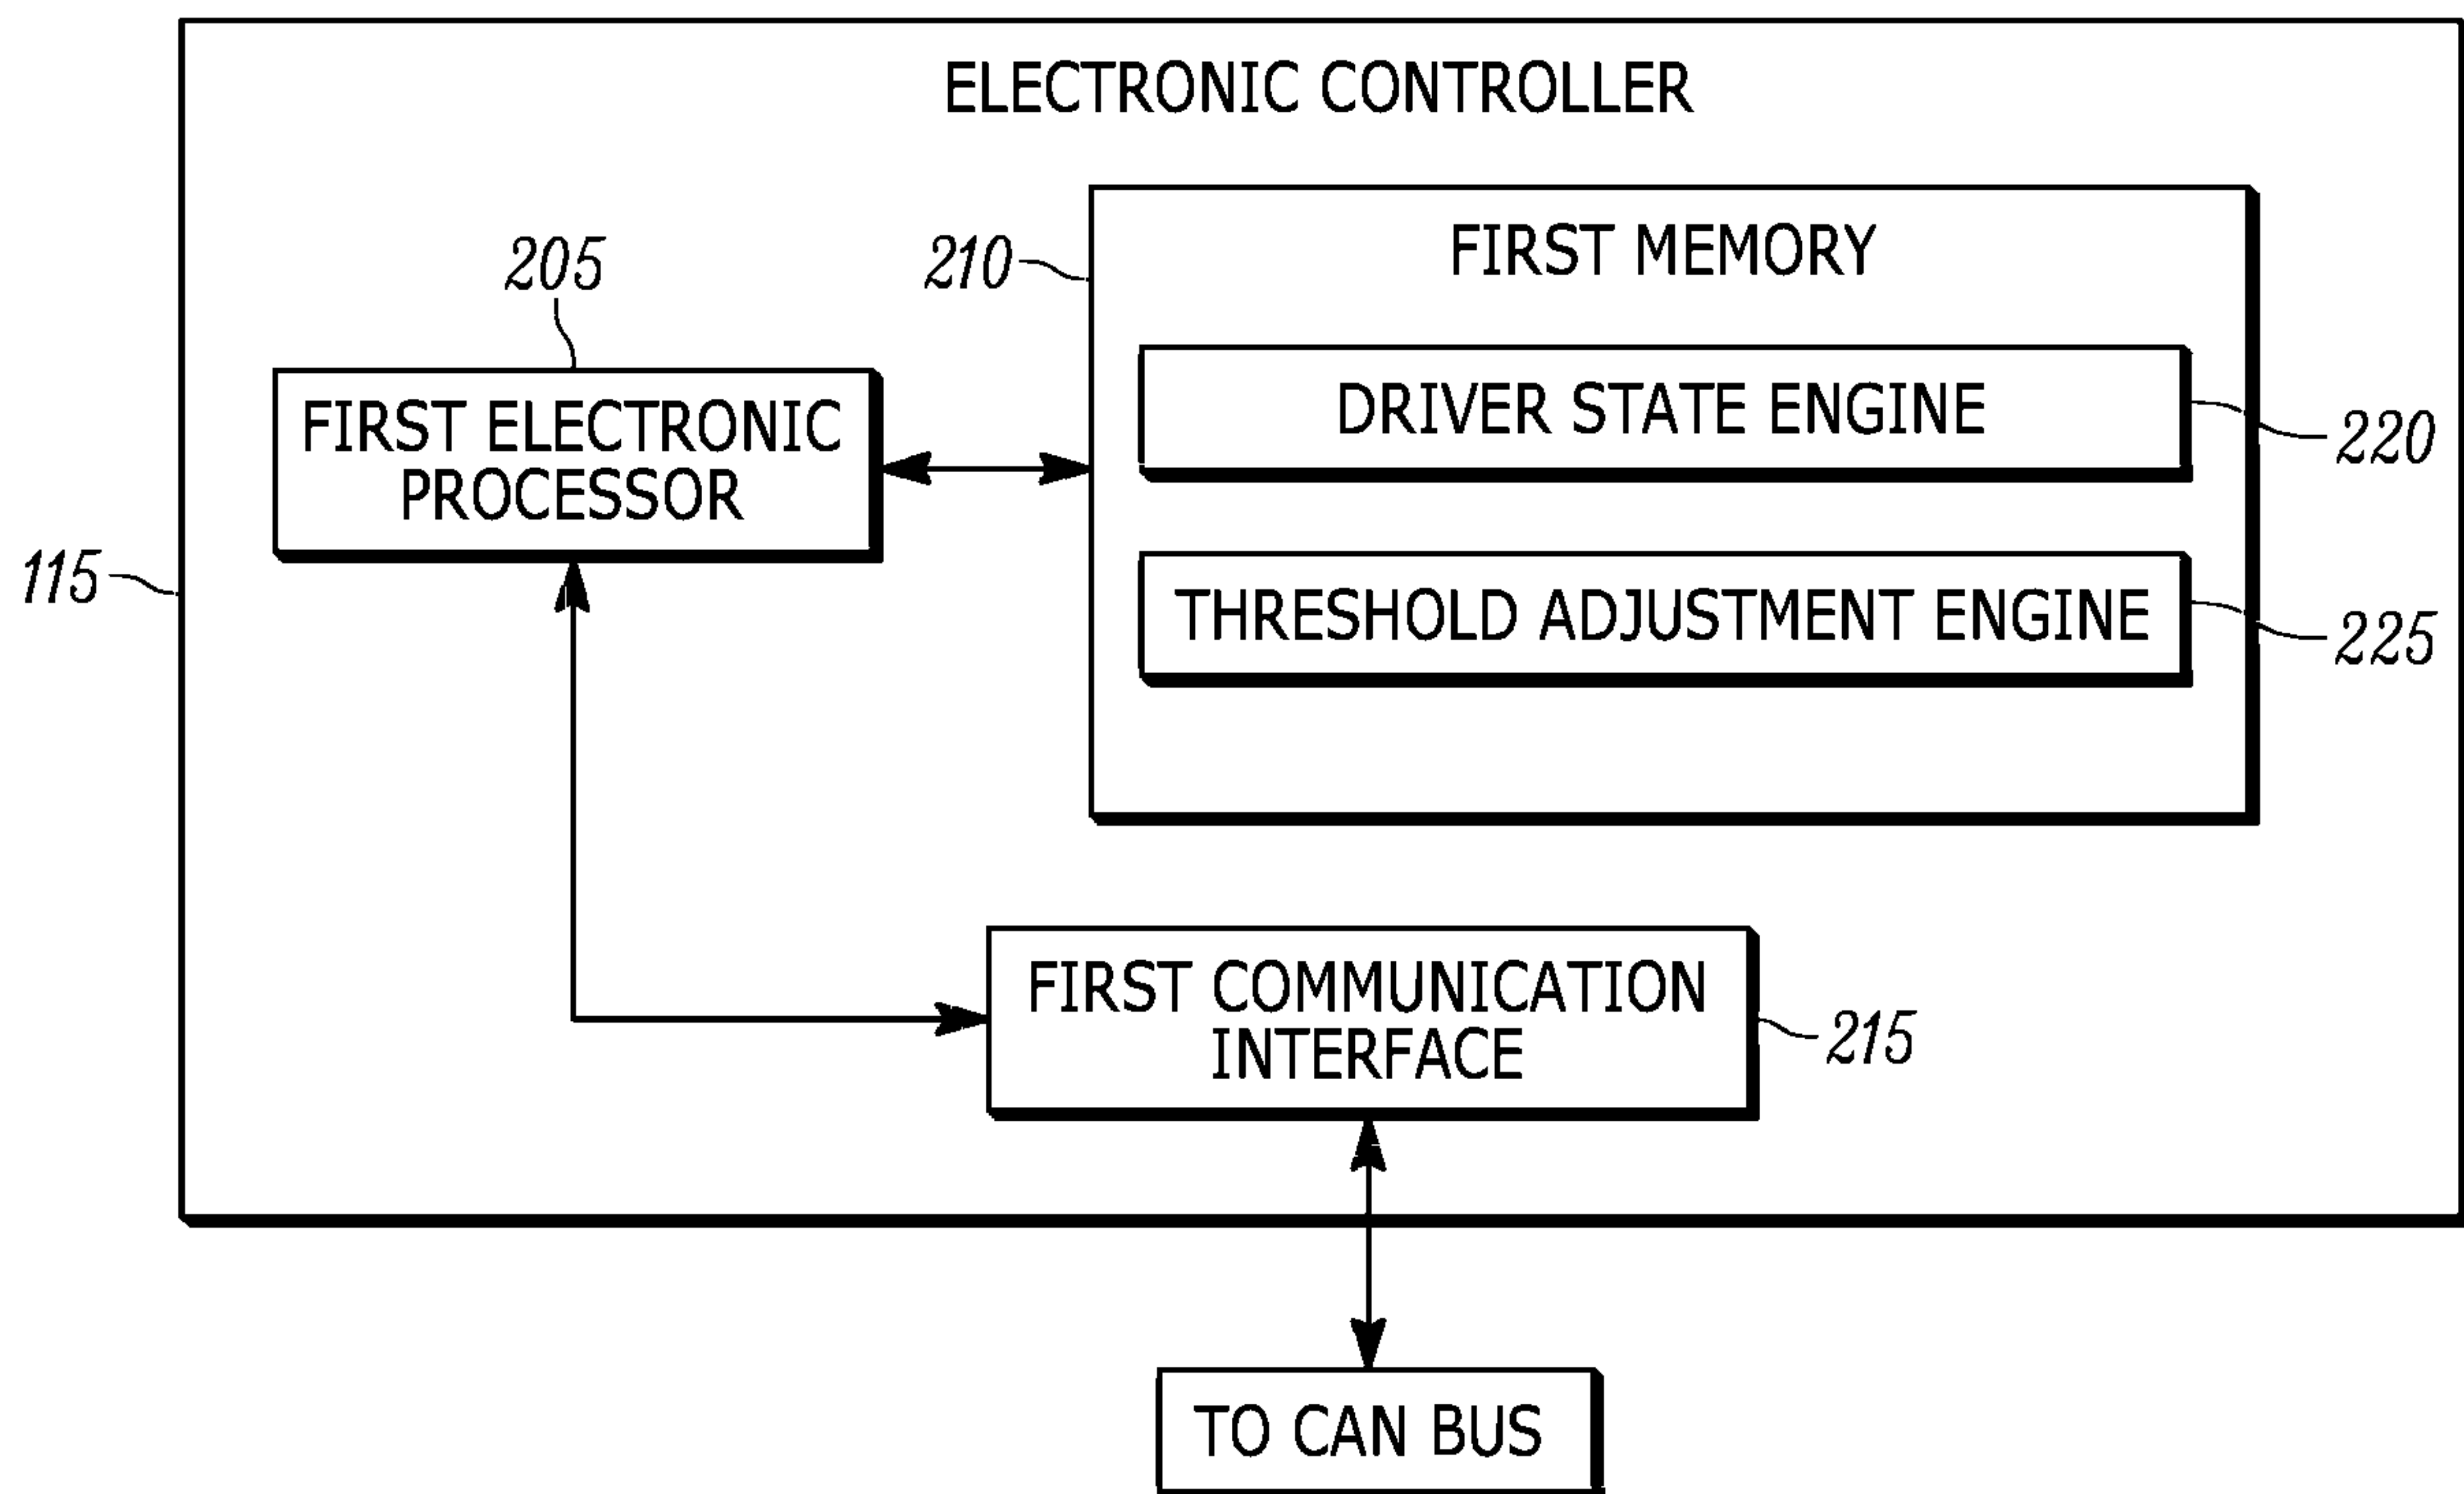 ELECTRONIC CONTROLLER
205
210
FIRST MEMORY
FIRST ELECTRONIC
PROCESSOR
DRIVER STATE ENGINE
220
115
THRESHOLD ADJUSTMENT ENGINE
225
FIRST COMMUNICATION
INTERFACE
215
TO CAN BUS